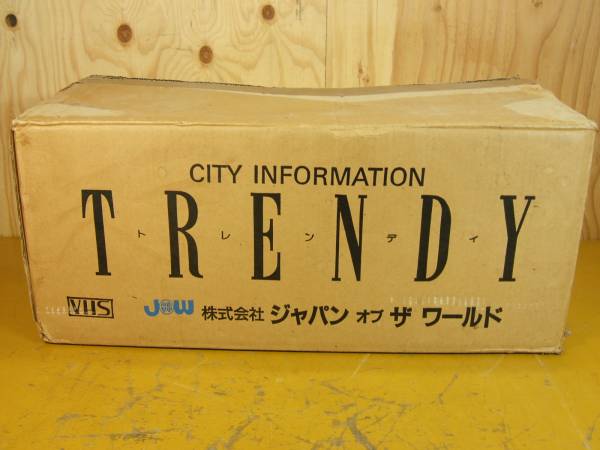 CITY INFORMATION
TRENDY
トレンディ
VHS JOW 株式会社 ジャパン オブ ザ ワールド